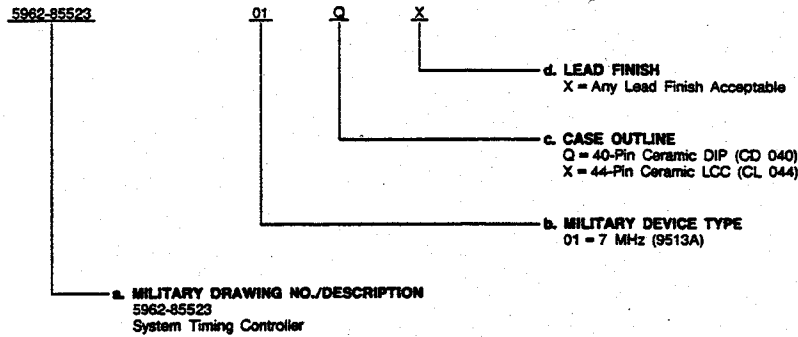 5962-85523 01 Q X
d. LEAD FINISH
X = Any Lead Finish Acceptable
c. CASE OUTLINE
Q = 40-Pin Ceramic DIP (CD 040)
X = 44-Pin Ceramic LCC (CL 044)
b. MILITARY DEVICE TYPE
01 = 7 MHz (9513A)
a. MILITARY DRAWING NO./DESCRIPTION
5962-85523
System Timing Controller